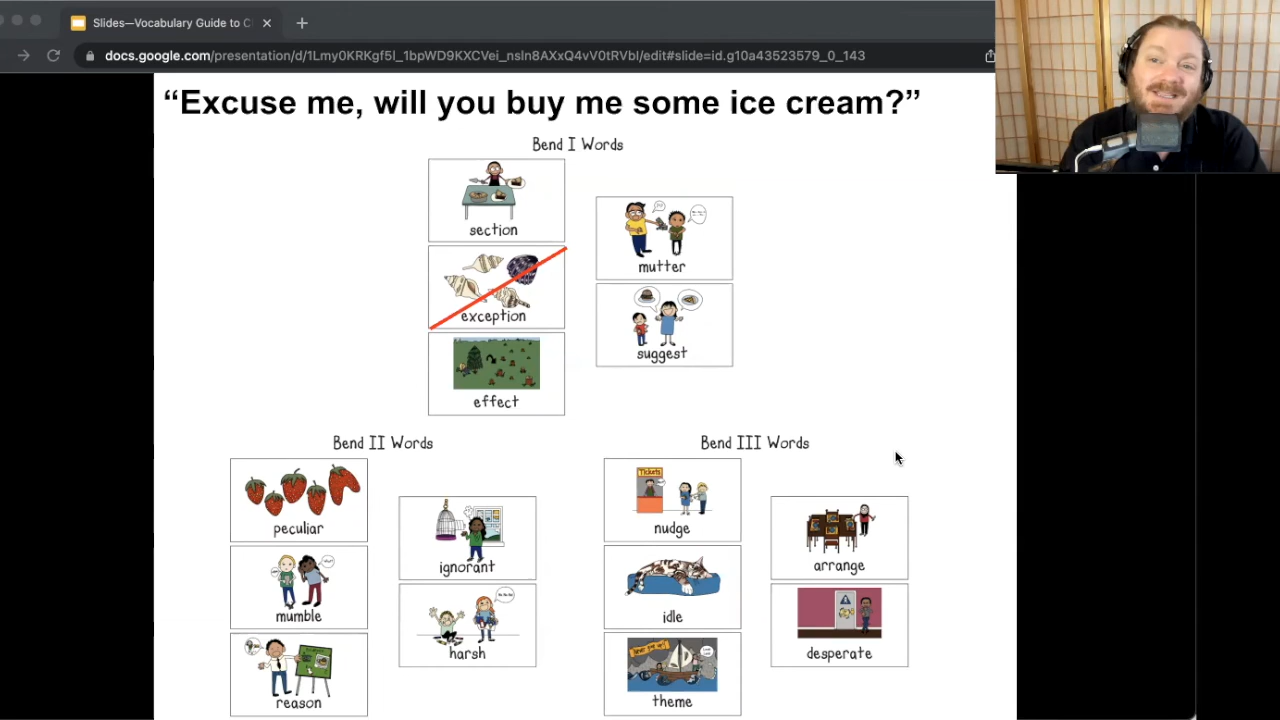 Slides—Vocabulary Guide to C
docs.google.com/presentation/d/1Lmy0KRKgf5I_1bpWD9KXCVei_nsIn8AXxQ4vV0tRVbI/edit#slide=id.g10a43523579_0_143
“Excuse me, will you buy me some ice cream?”
Bend I Words
section
mutter
exception
suggest
effect
Bend II Words
peculiar
ignorant
mumble
harsh
reason
Bend III Words
Tickets
nudge
arrange
idle
desperate
theme